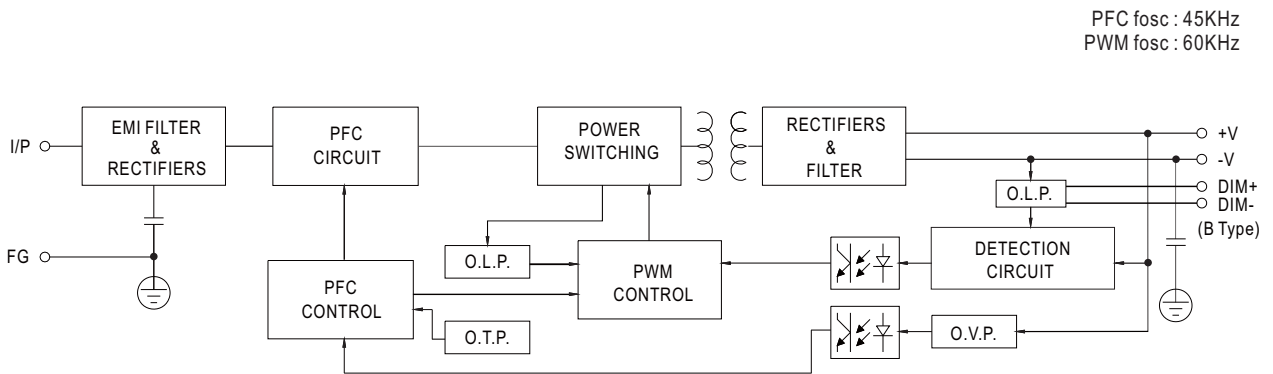 PFC fosc : 45KHz
PWM fosc : 60KHz
I/P
EMI FILTER
&
RECTIFIERS
PFC
CIRCUIT
POWER
SWITCHING
RECTIFIERS
&
FILTER
+V
-V
O.L.P.
DIM+
DIM-
(B Type)
FG
PFC
CONTROL
O.L.P.
PWM
CONTROL
DETECTION
CIRCUIT
O.T.P.
O.V.P.